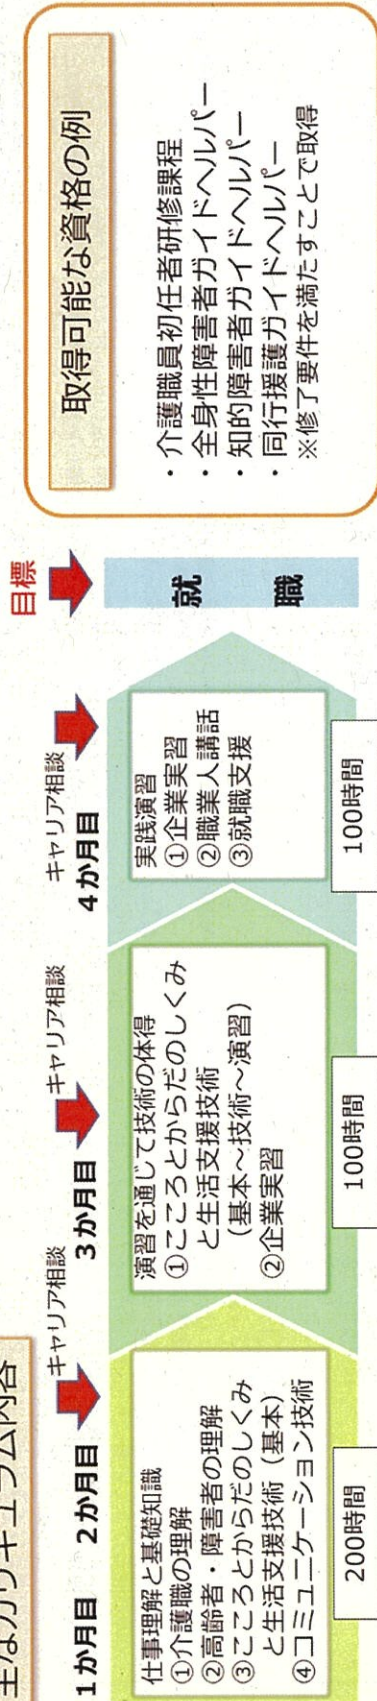 主なカリキュラム内容
1か月目
2か月目
キャリア相談
3か月目
キャリア相談
4か月目
キャリア相談
目標
仕事理解と基礎知識
①介護職の理解
②高齢者・障害者の理解
③こころとからだのしくみ
と生活支援技術（基本）
④コミュニケーション技術
200時間
演習を通じて技術の体得
①こころとからだのしくみ
と生活支援技術
（基本～技術～演習）
②企業実習
100時間
実践演習
①企業実習
②職業人講話
③就職支援
100時間
就職
取得可能な資格の例
・介護職員初任者研修課程
・全身性障害者ガイドヘルパー
・知的障害者ガイドヘルパー
・同行援護ガイドヘルパー
※修了要件を満たすことで取得